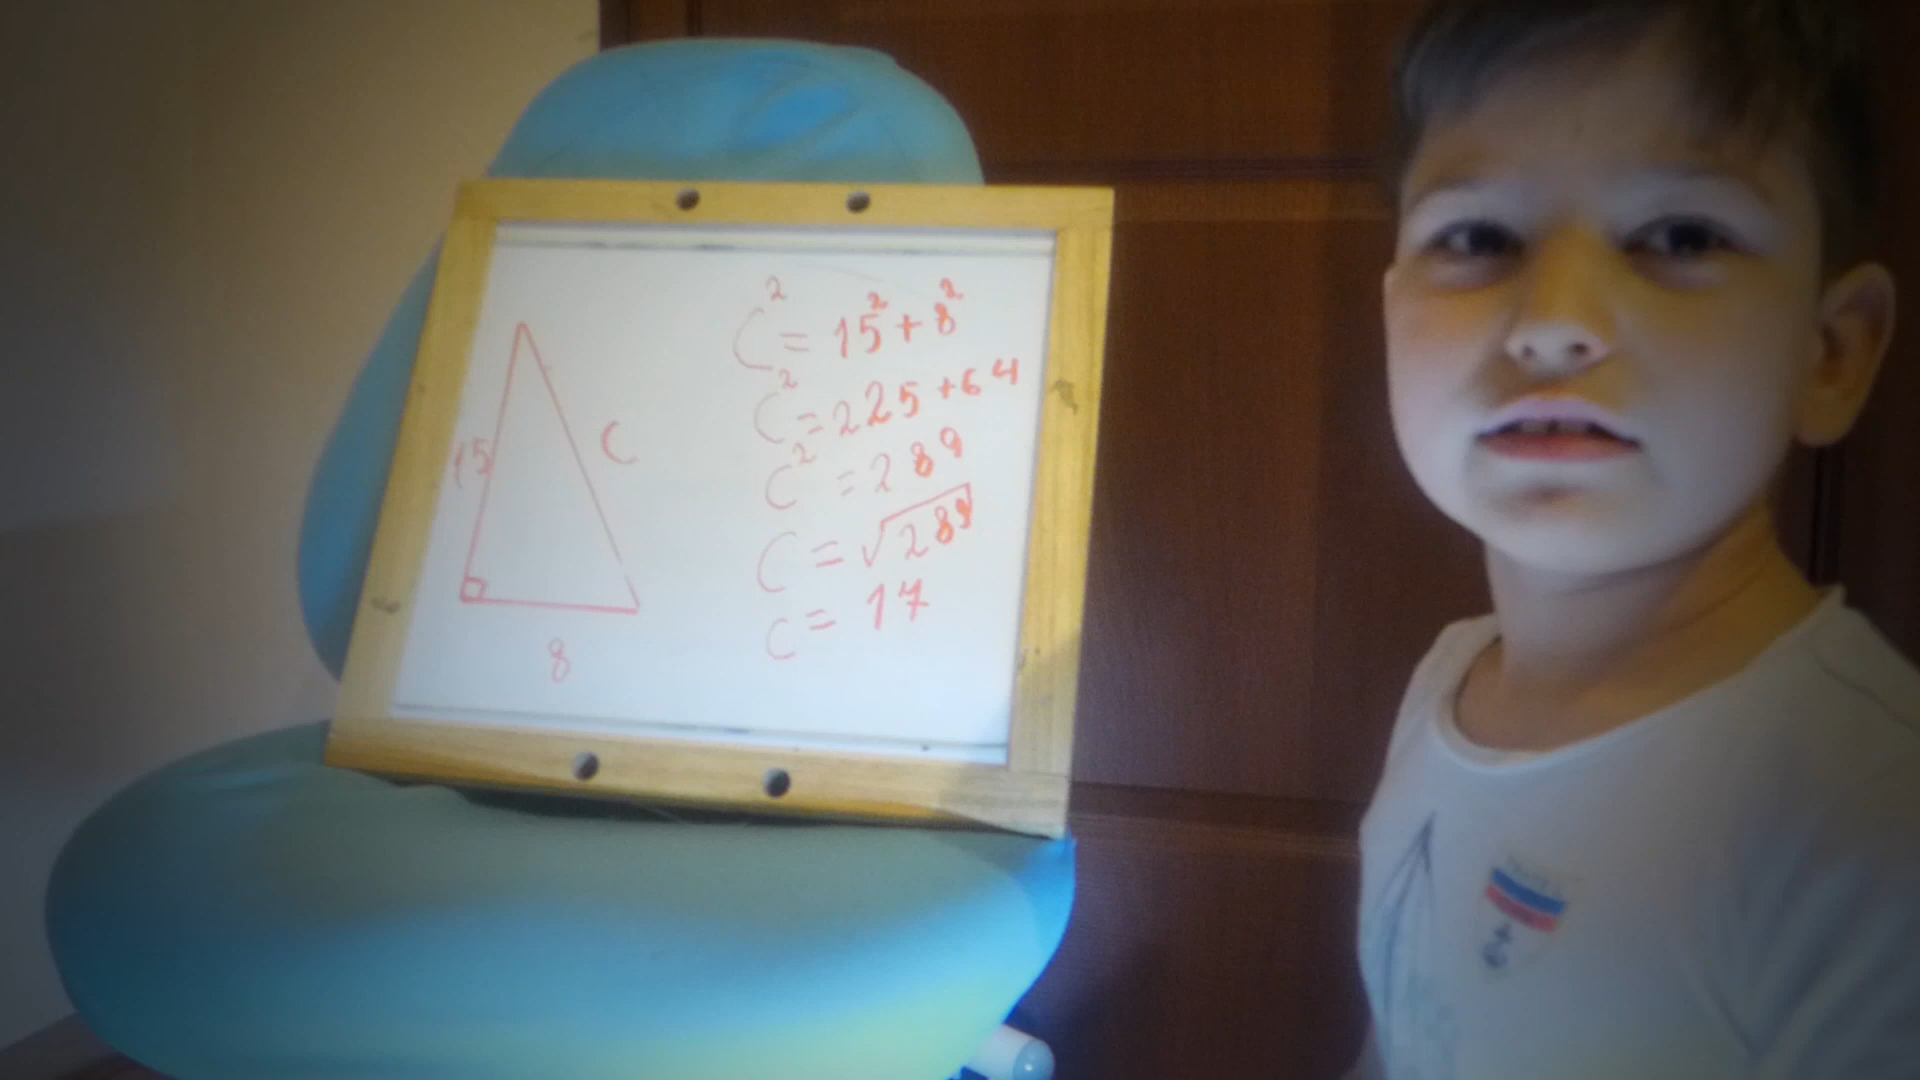 15
C
8
C² = 15² + 8²
C² = 225 + 64
C² = 289
C = √289
C = 17